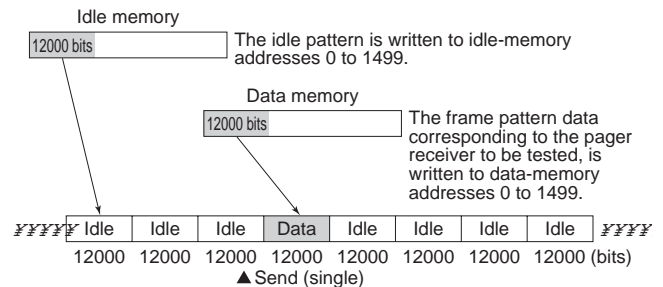 Idle memory
12000 bits
The idle pattern is written to idle-memory
addresses 0 to 1499.
Data memory
12000 bits
The frame pattern data
corresponding to the pager
receiver to be tested, is
written to data-memory
addresses 0 to 1499.
¥¥¥¥¥ Idle Idle Idle Data Idle Idle Idle Idle ¥¥¥¥
12000 12000 12000 12000 12000 12000 12000 12000 (bits)
▲Send (single)